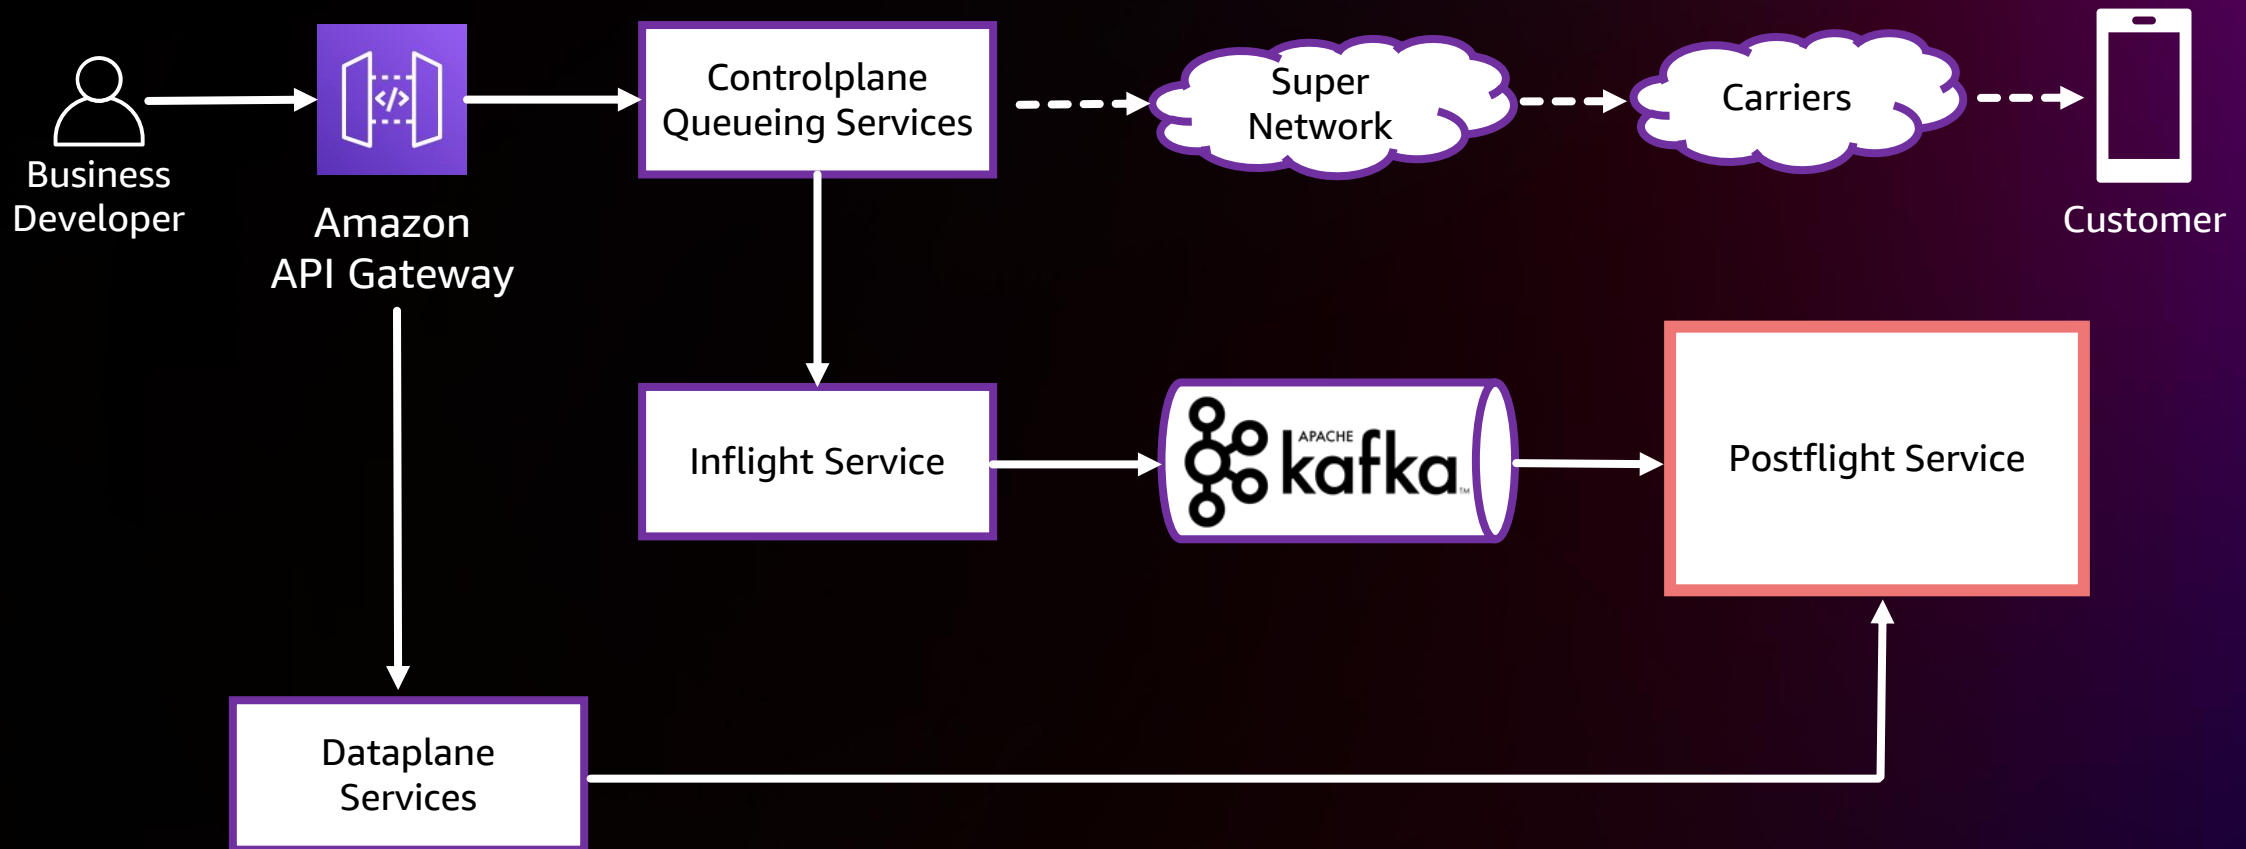 Business
Developer
</>
Amazon
API Gateway
Controlplane
Queueing Services
Super
Network
Carriers
Customer
Inflight Service
APACHE
kafka™
Postflight Service
Dataplane
Services